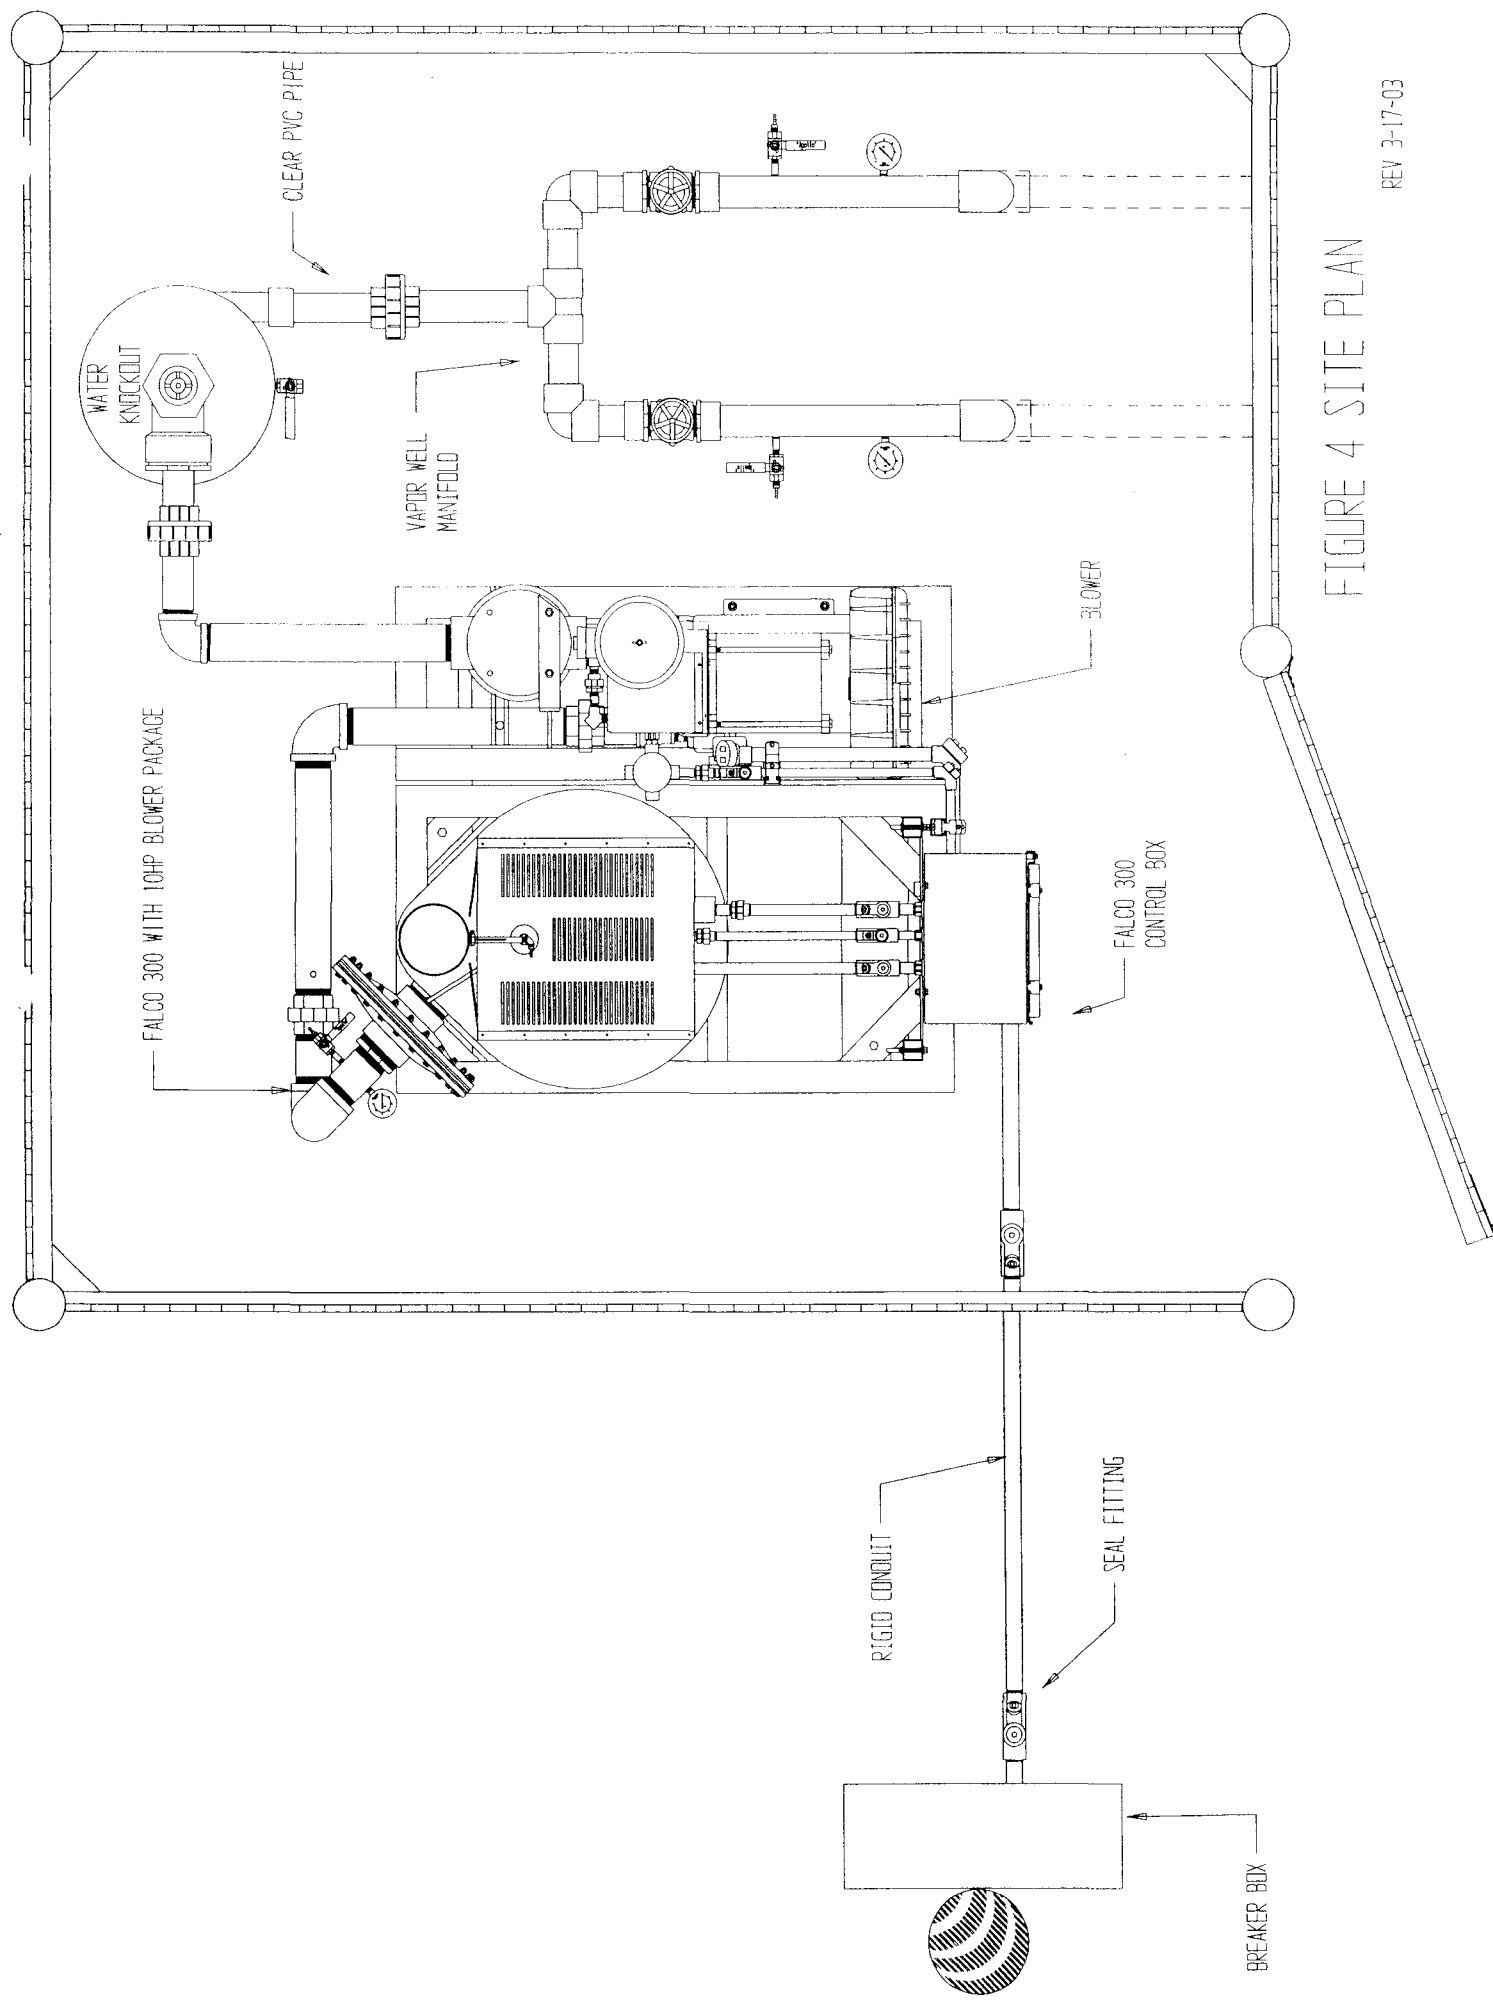 FALCO 300 WITH 10HP BLOWER PACKAGE
WATER
KNOCKOUT
CLEAR PVC PIPE
VAPOR WELL
MANIFOLD
BLOWER
FALCO 300
CONTROL BOX
RIGID CONDUIT
SEAL FITTING
BREAKER BOX
"Apollo"
FIGURE 4 SITE PLAN
REV 3-17-03